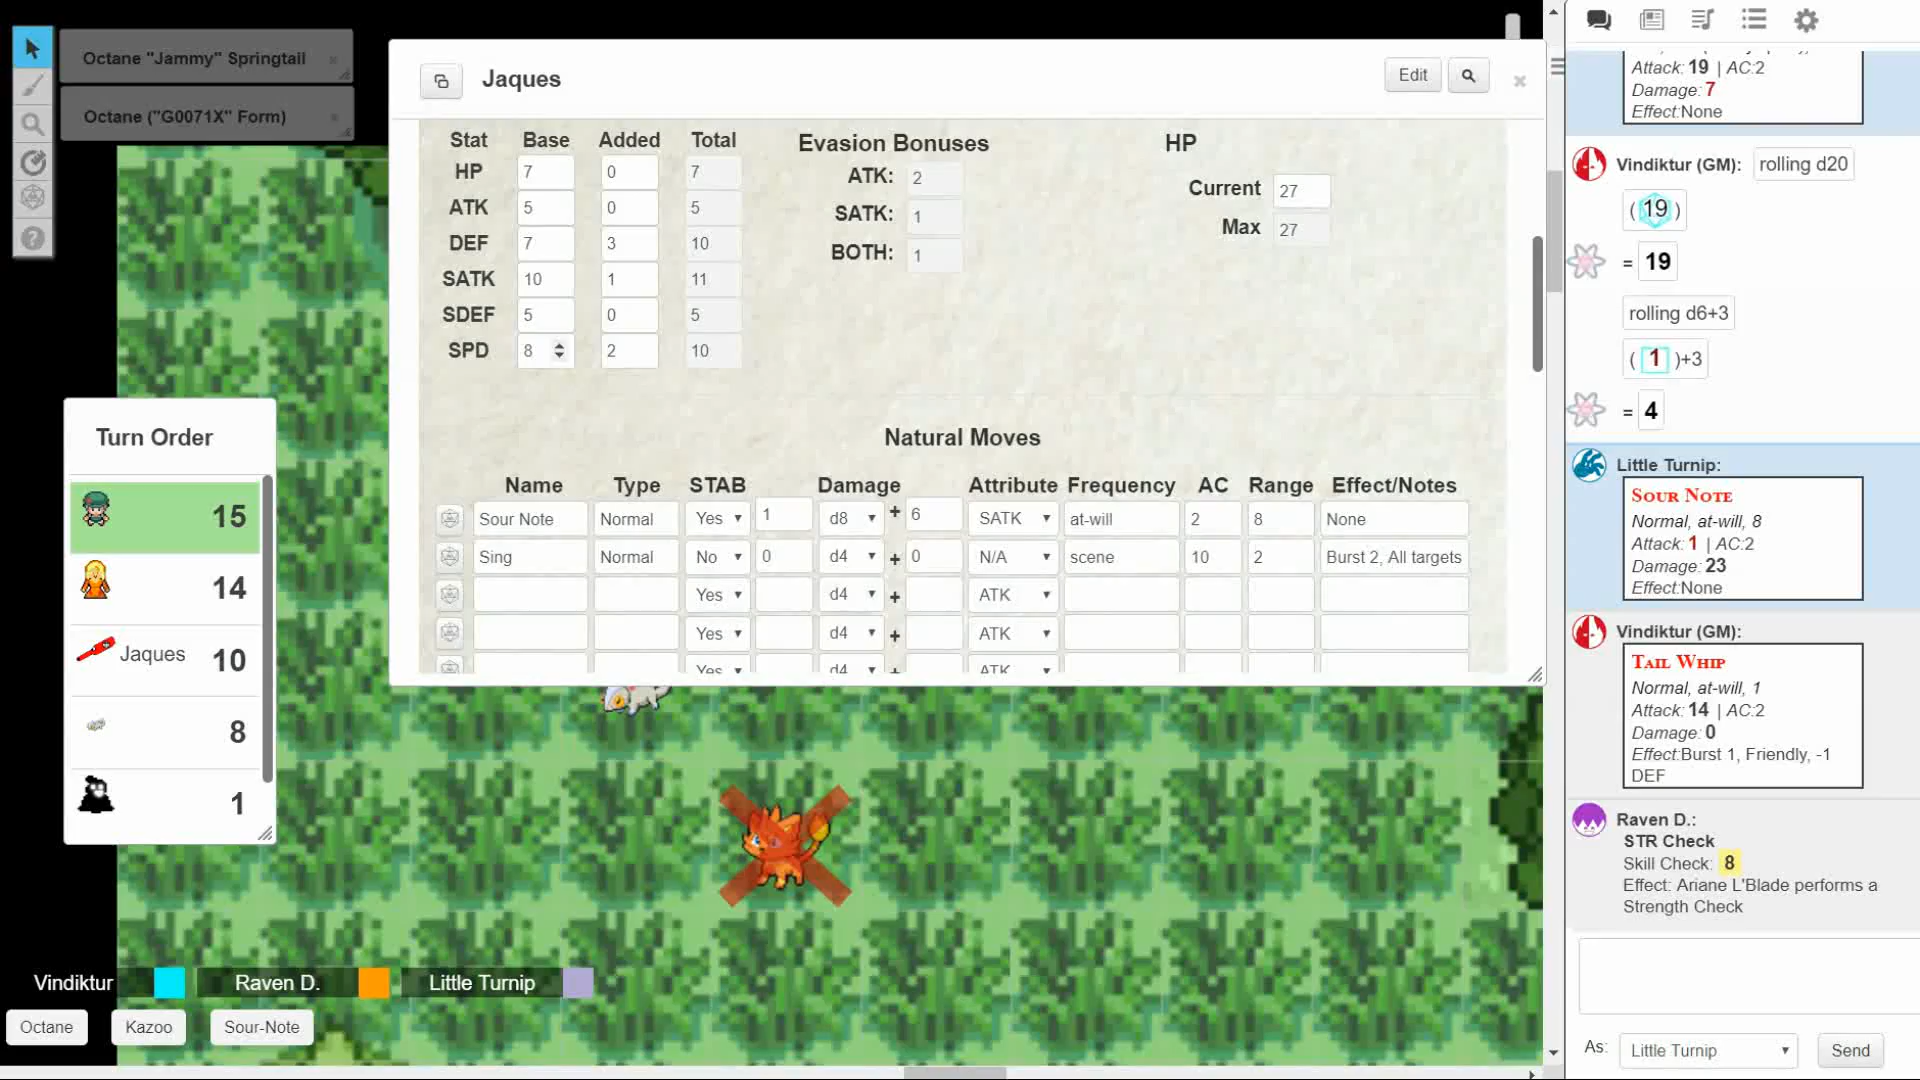 Octane "Jammy" Springtail
Octane ("G0071X" Form)
Jaques
Edit
Stat Base Added Total
HP 7 0 7
ATK 5 0 5
DEF 7 3 10
SATK 10 1 11
SDEF 5 0 5
SPD 8 2 10
Evasion Bonuses
ATK: 2
SATK: 1
BOTH: 1
HP
Current 27
Max 27
Natural Moves
Name Type STAB Damage Attribute Frequency AC Range Effect/Notes
Sour Note Normal Yes 1 d8 + 6 SATK at-will 2 8 None
Sing Normal No 0 d4 + 0 N/A scene 10 2 Burst 2, All targets
Yes d4 + ATK
Yes d4 + ATK
Yes d4 + ATK
Turn Order
15
14
Jaques 10
8
1
Vindiktur Raven D. Little Turnip
Octane Kazoo Sour-Note
Attack: 19 | AC:2
Damage: 7
Effect:None
Vindiktur (GM): rolling d20
(19)
= 19
rolling d6+3
(1)+3
= 4
Little Turnip:
Sour Note
Normal, at-will, 8
Attack: 1 | AC:2
Damage: 23
Effect:None
Vindiktur (GM):
Tail Whip
Normal, at-will, 1
Attack: 14 | AC:2
Damage: 0
Effect:Burst 1, Friendly, -1
DEF
Raven D.:
STR Check
Skill Check: 8
Effect: Ariane L'Blade performs a
Strength Check
As: Little Turnip Send